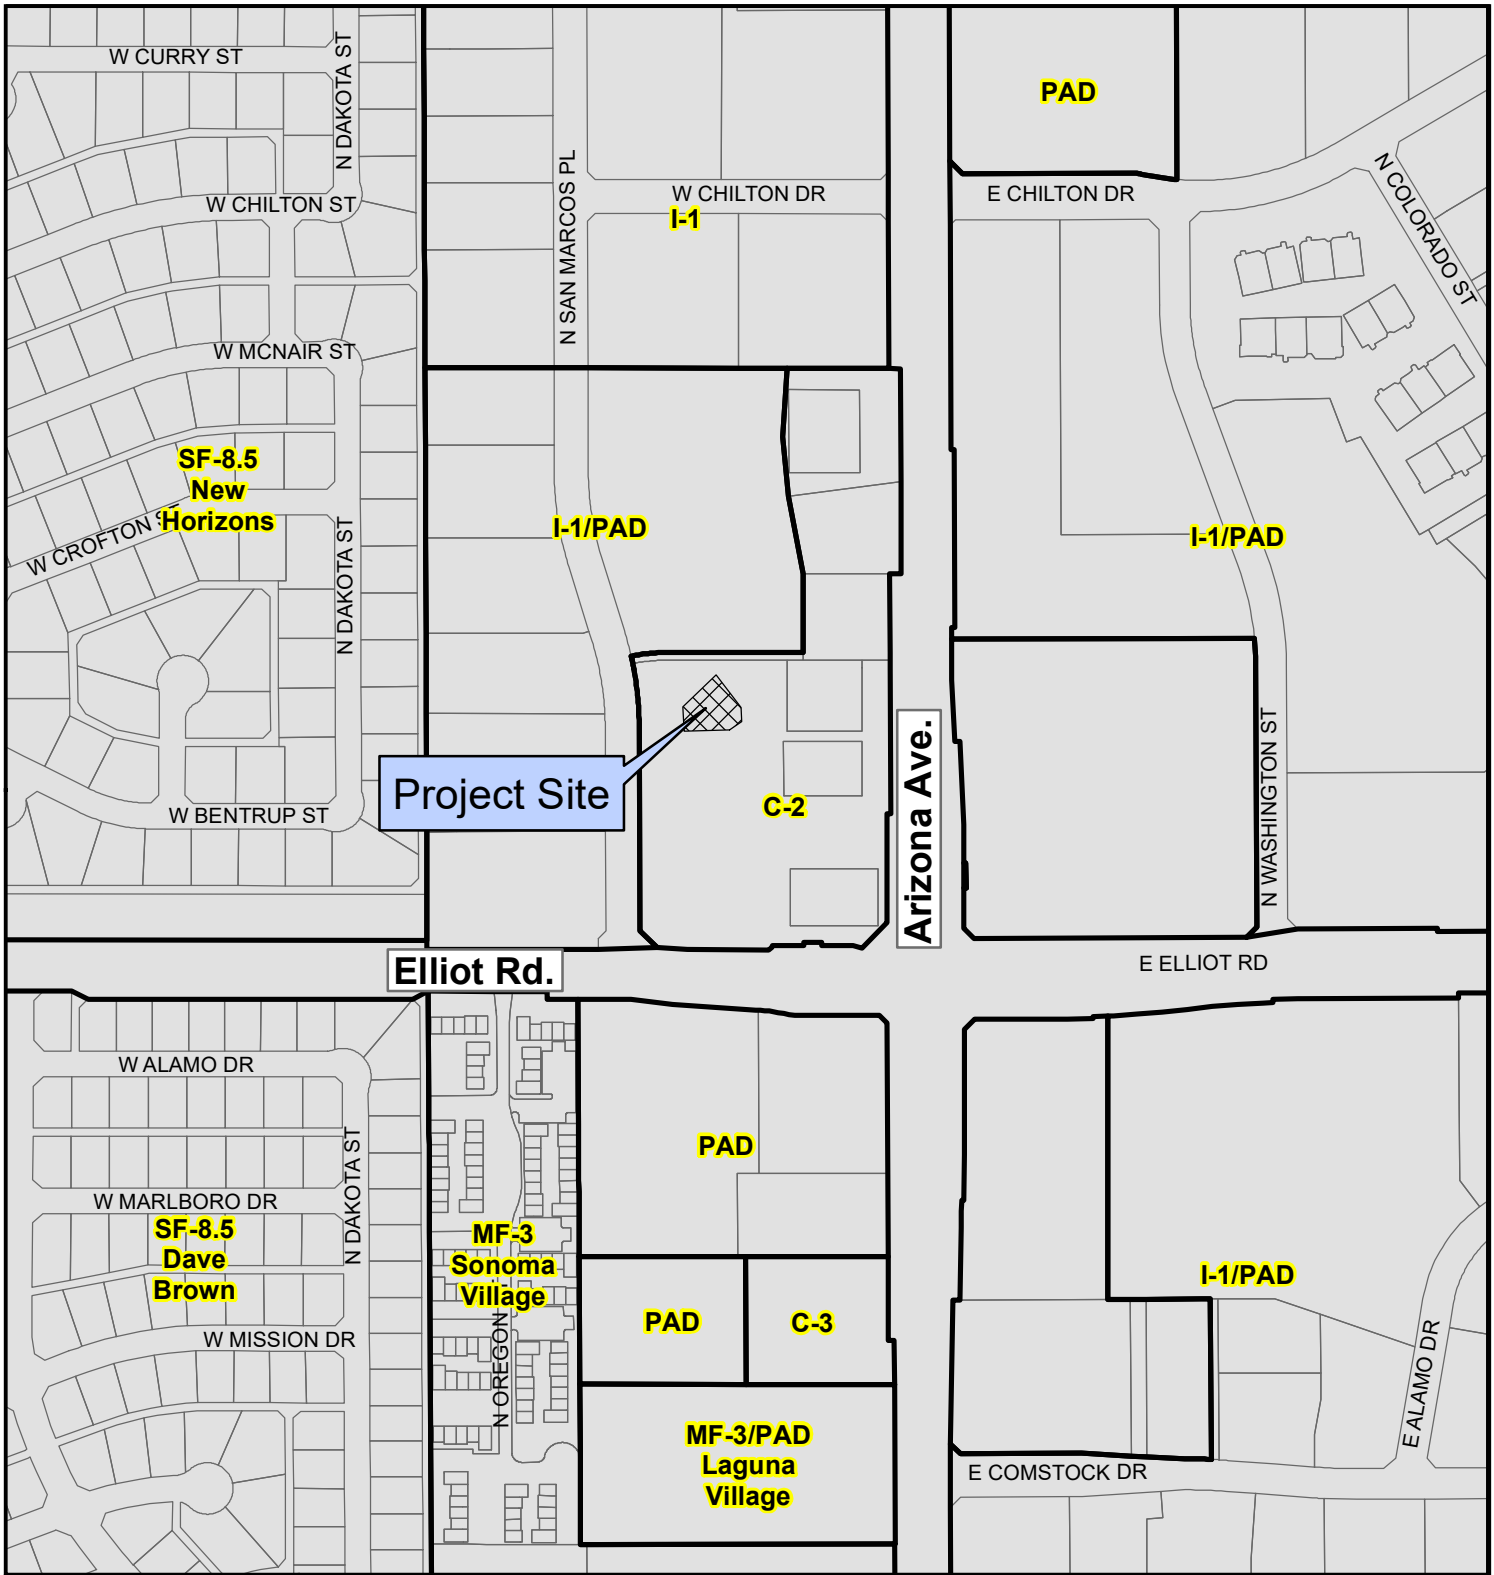 W CURRY ST
N DAKOTA ST
PAD
N SAN MARCOS PL
W CHILTON DR
E CHILTON DR
N COLORADO ST
W CHILTON ST
I-1
W MCNAIR ST
SF-8.5
New
Horizons
W CROFTON ST
N DAKOTA ST
I-1/PAD
I-1/PAD
Project Site
C-2
Arizona Ave.
N WASHINGTON ST
W BENTRUP ST
Elliot Rd.
E ELLIOT RD
W ALAMO DR
N DAKOTA ST
PAD
W MARLBORO DR
SF-8.5
Dave
Brown
MF-3
Sonoma
Village
I-1/PAD
PAD
C-3
W MISSION DR
N OREGON
E ALAMO DR
MF-3/PAD
Laguna
Village
E COMSTOCK DR